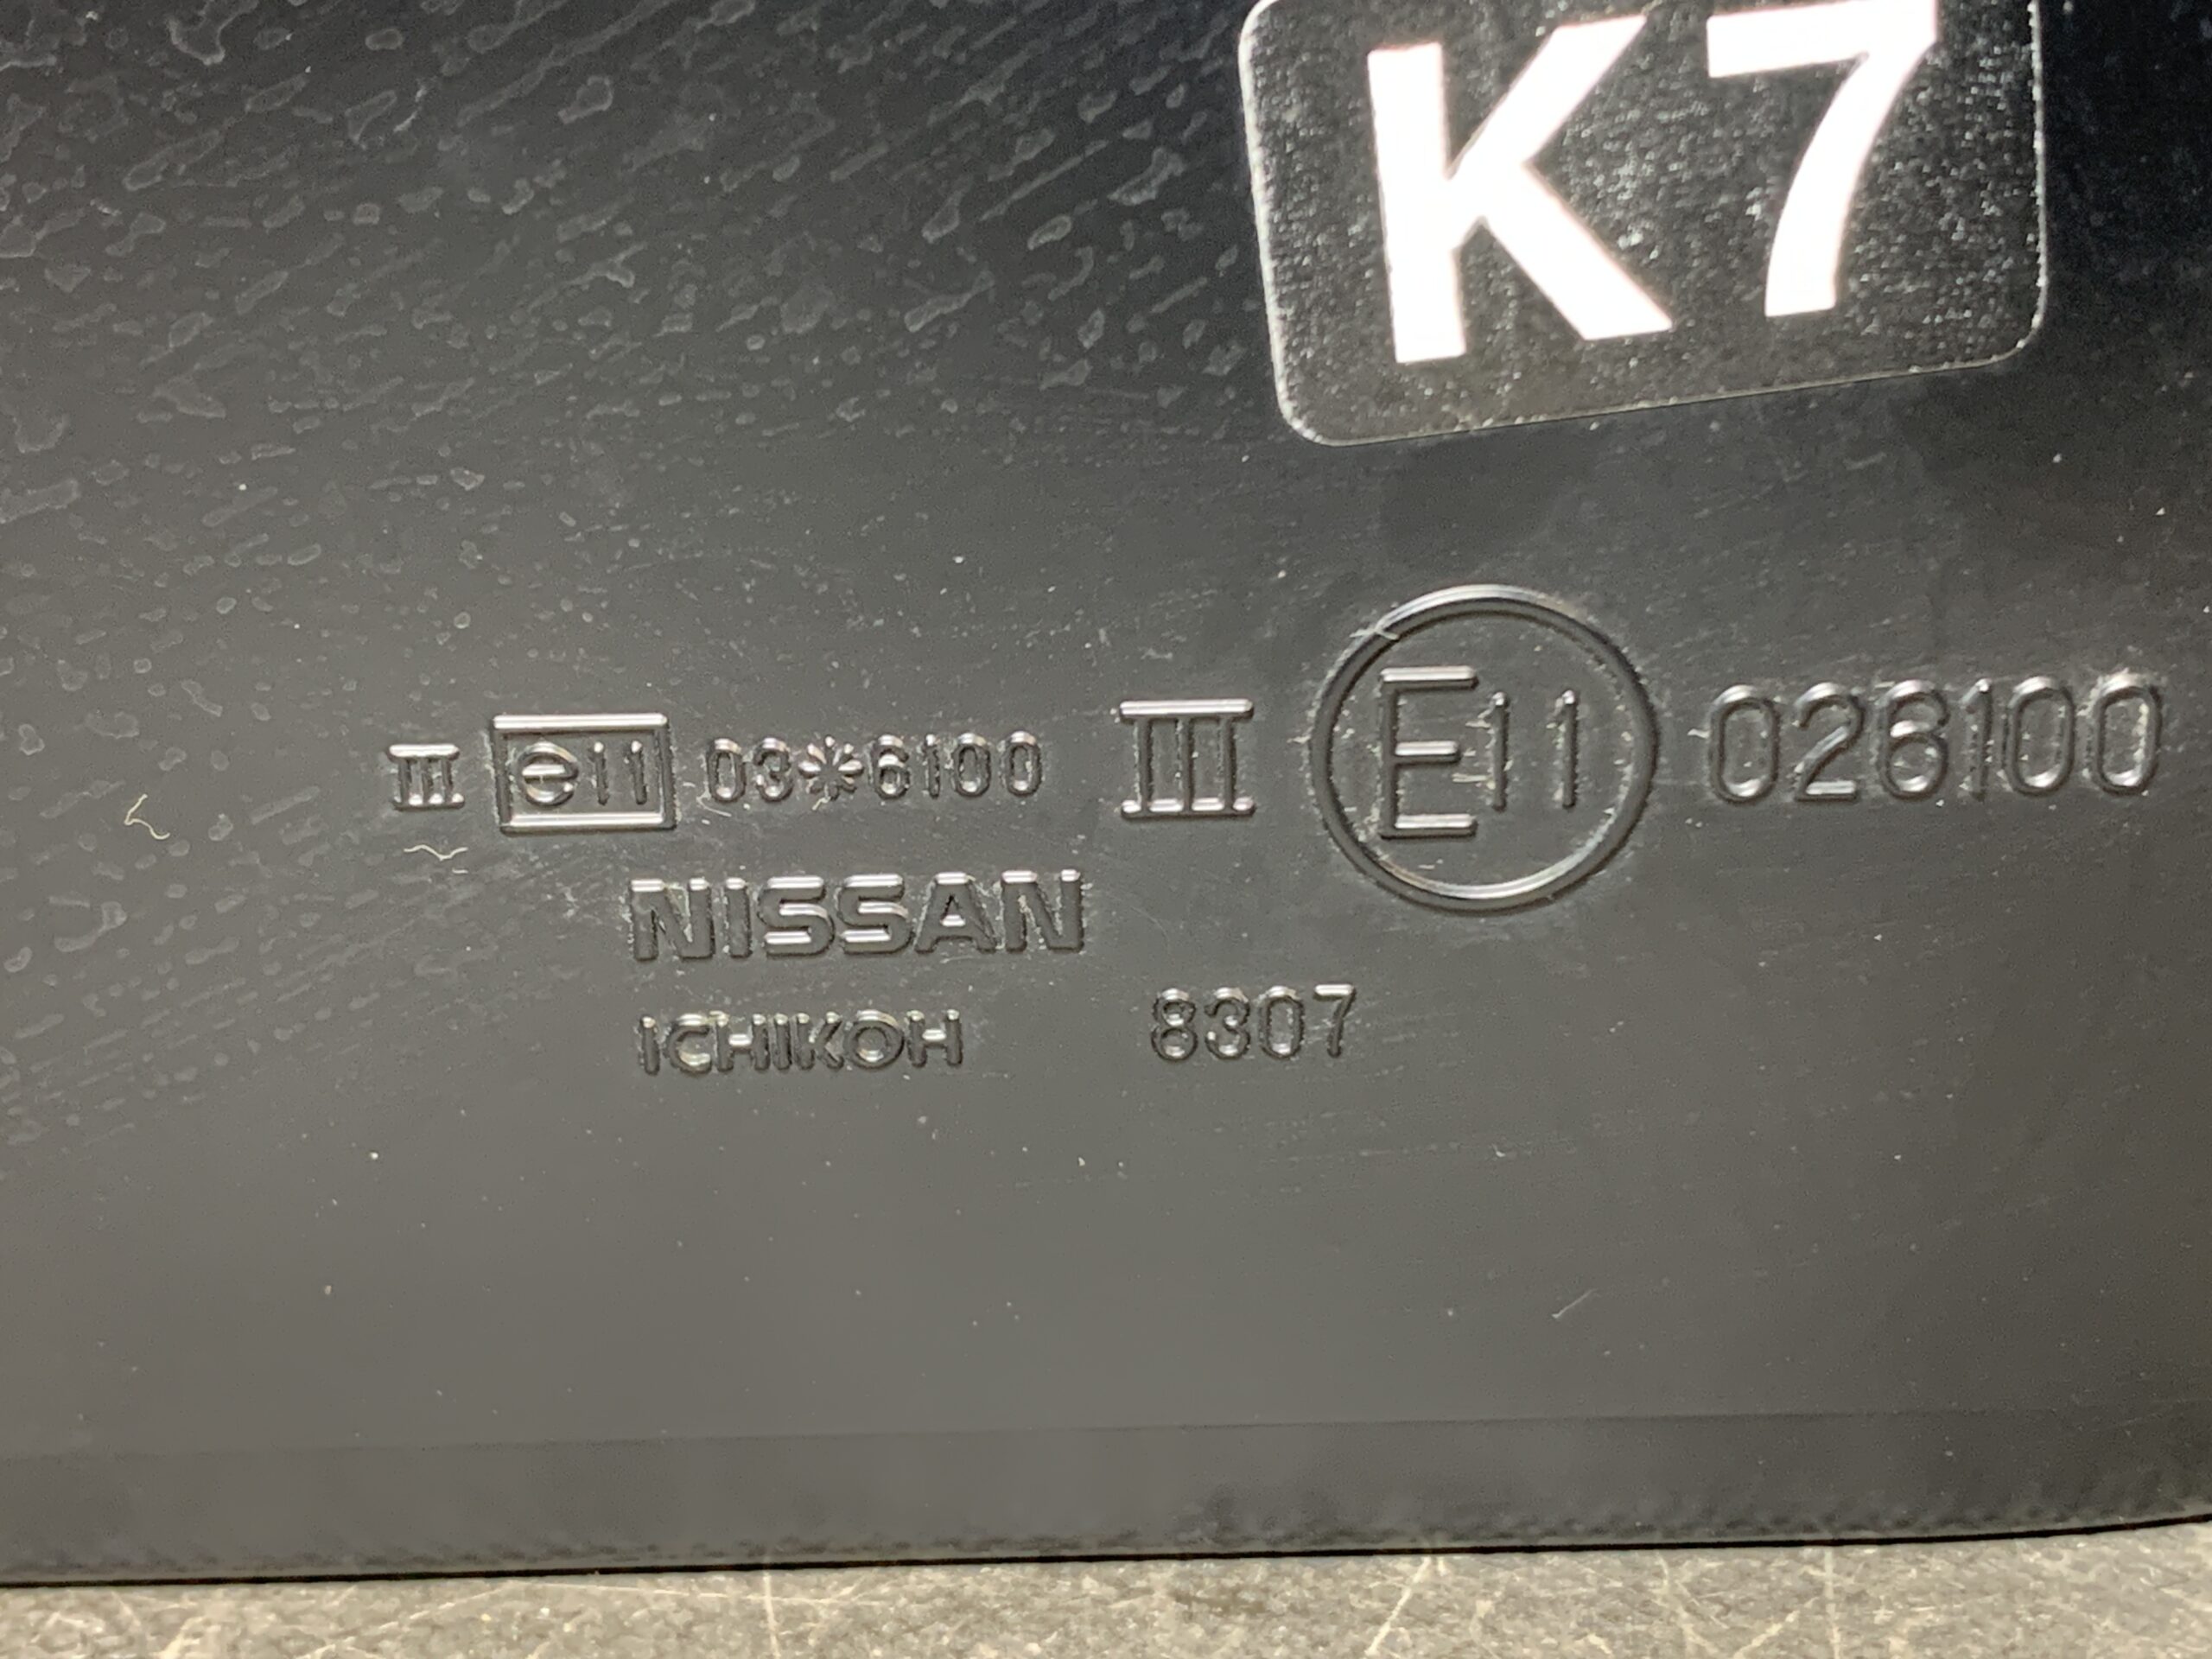 K7
III e11 03*6100 III E11 026100
NISSAN
ICHIKOH 8307